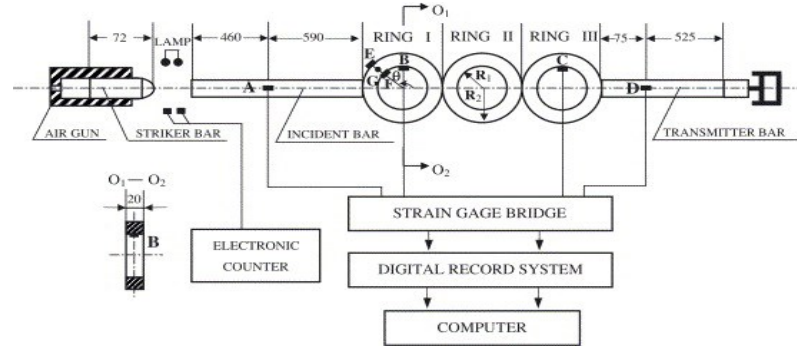 O₁
RING I RING II RING III
72 LAMP 460 590 75 525
E B C
G F θ R₁
A R₂ D
AIR GUN STRIKER BAR INCIDENT BAR TRANSMITTER BAR
O₂
O₁ — O₂
20
B
STRAIN GAGE BRIDGE
ELECTRONIC
COUNTER
DIGITAL RECORD SYSTEM
COMPUTER